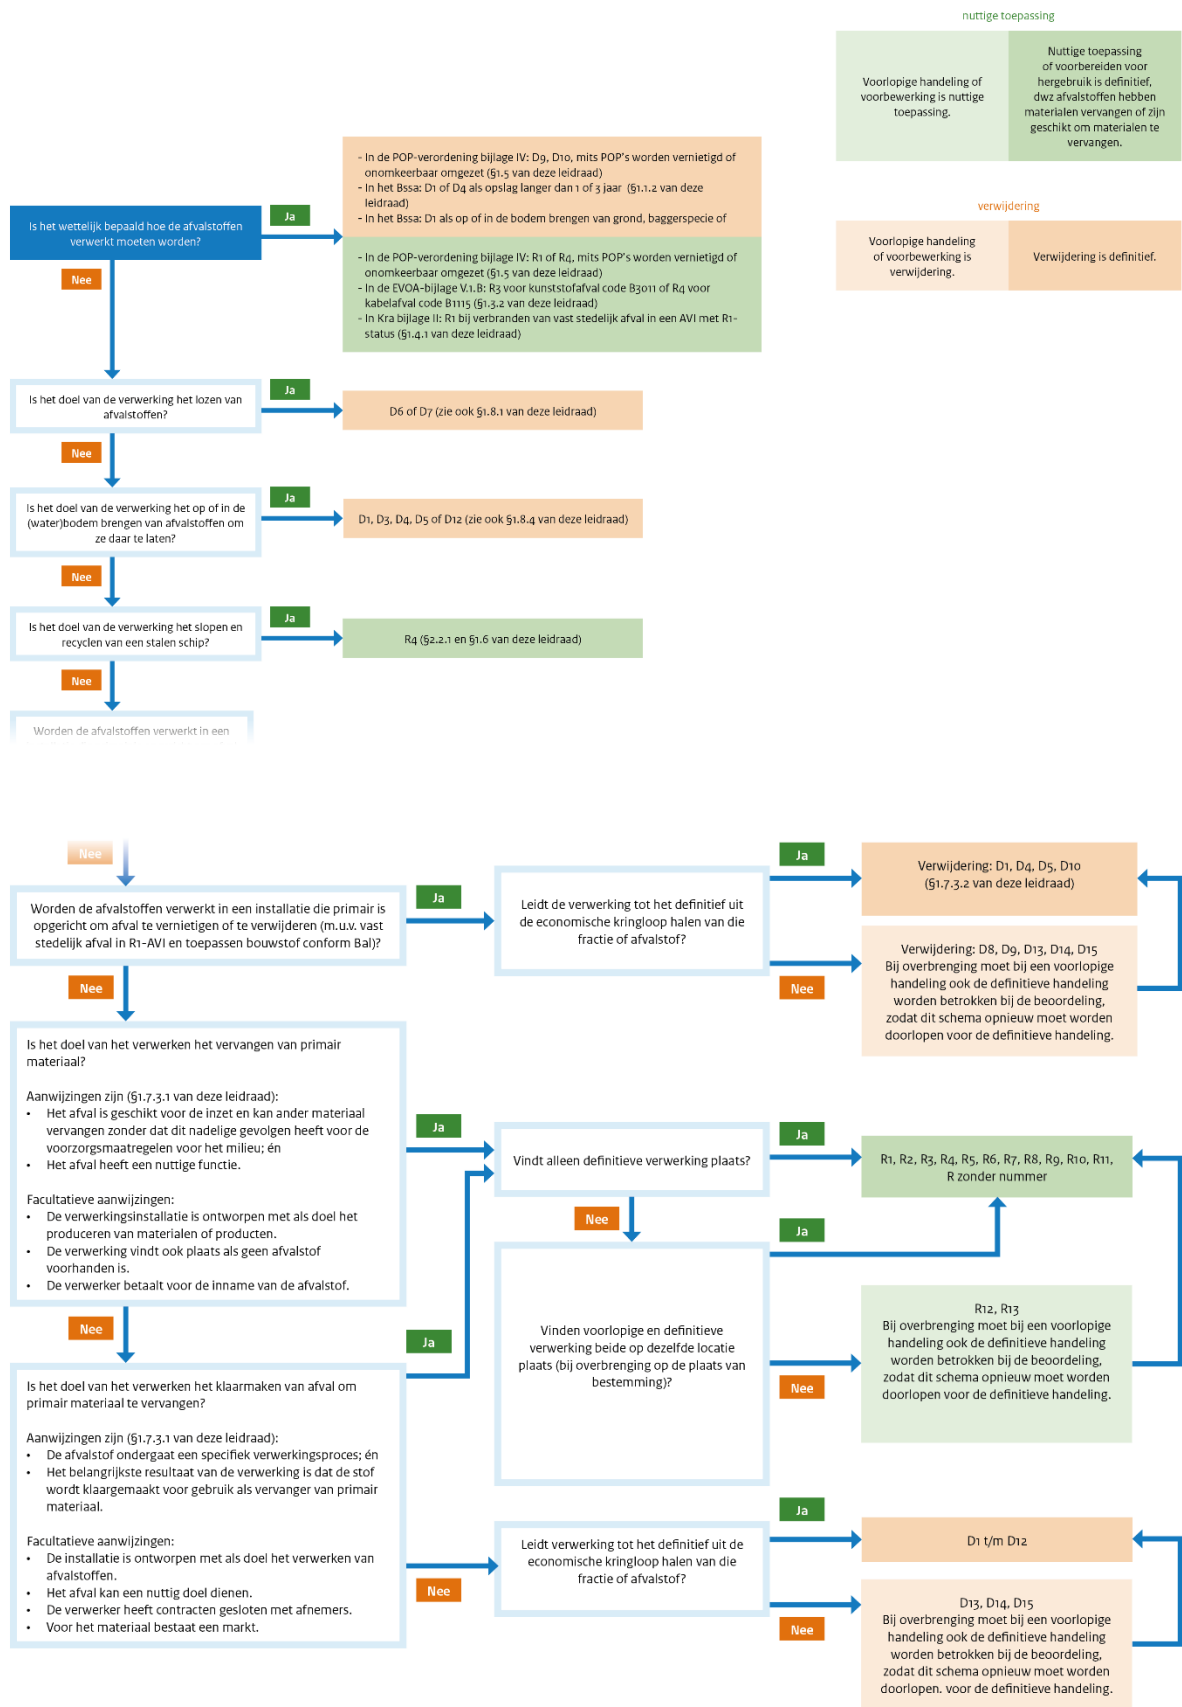 nuttige toepassing
Voorlopige handeling of
voorbewerking is nuttige
toepassing.
Nuttige toepassing
of voorbereiden voor
hergebruik is definitief,
dwz afvalstoffen hebben
materialen vervangen of zijn
geschikt om materialen te
vervangen.
verwijdering
Voorlopige handeling
of voorbewerking is
verwijdering.
Verwijdering is definitief.
Is het wettelijk bepaald hoe de afvalstoffen
verwerkt moeten worden?
Ja
- In de POP-verordening bijlage IV: D9, D10, mits POP's worden vernietigd of
onomkeerbaar omgezet (§1.5 van deze leidraad)
- In het Bssa: D1 of D4 als opslag langer dan 1 of 3 jaar (§1.1.2 van deze
leidraad)
- In het Bssa: D1 als op of in de bodem brengen van grond, baggerspecie of
- In de POP-verordening bijlage IV: R1 of R4, mits POP's worden vernietigd of
onomkeerbaar omgezet (§1.5 van deze leidraad)
- In de EVOA-bijlage V.1.B: R3 voor kunststofafval code B3011 of R4 voor
kabelafval code B1115 (§1.3.2 van deze leidraad)
- In Kra bijlage II: R1 bij verbranden van vast stedelijk afval in een AVI met R1-
status (§1.4.1 van deze leidraad)
Nee
Is het doel van de verwerking het lozen van
afvalstoffen?
Ja
D6 of D7 (zie ook §1.8.1 van deze leidraad)
Nee
Is het doel van de verwerking het op of in de
(water)bodem brengen van afvalstoffen om
ze daar te laten?
Ja
D1, D3, D4, D5 of D12 (zie ook §1.8.4 van deze leidraad)
Nee
Is het doel van de verwerking het slopen en
recyclen van een stalen schip?
Ja
R4 (§2.2.1 en §1.6 van deze leidraad)
Nee
Worden de afvalstoffen verwerkt in een
Nee
Worden de afvalstoffen verwerkt in een installatie die primair is
opgericht om afval te vernietigen of te verwijderen (m.u.v. vast
stedelijk afval in R1-AVI en toepassen bouwstof conform Bal)?
Ja
Leidt de verwerking tot het definitief uit
de economische kringloop halen van die
fractie of afvalstof?
Ja
Verwijdering: D1, D4, D5, D10
(§1.7.3.2 van deze leidraad)
Nee
Verwijdering: D8, D9, D13, D14, D15
Bij overbrenging moet bij een voorlopige
handeling ook de definitieve handeling
worden betrokken bij de beoordeling,
zodat dit schema opnieuw moet worden
doorlopen voor de definitieve handeling.
Nee
Is het doel van het verwerken het vervangen van primair
materiaal?
Aanwijzingen zijn (§1.7.3.1 van deze leidraad):
• Het afval is geschikt voor de inzet en kan ander materiaal
vervangen zonder dat dit nadelige gevolgen heeft voor de
voorzorgsmaatregelen voor het milieu; én
• Het afval heeft een nuttige functie.
Facultatieve aanwijzingen:
• De verwerkingsinstallatie is ontworpen met als doel het
produceren van materialen of producten.
• De verwerking vindt ook plaats als geen afvalstof
voorhanden is.
• De verwerker betaalt voor de inname van de afvalstof.
Ja
Vindt alleen definitieve verwerking plaats?
Ja
R1, R2, R3, R4, R5, R6, R7, R8, R9, R10, R11,
R zonder nummer
Nee
Ja
Vinden voorlopige en definitieve
verwerking beide op dezelfde locatie
plaats (bij overbrenging op de plaats van
bestemming)?
Nee
R12, R13
Bij overbrenging moet bij een voorlopige
handeling ook de definitieve handeling
worden betrokken bij de beoordeling,
zodat dit schema opnieuw moet worden
doorlopen voor de definitieve handeling.
Nee
Ja
Is het doel van het verwerken het klaarmaken van afval om
primair materiaal te vervangen?
Aanwijzingen zijn (§1.7.3.1 van deze leidraad):
• De afvalstof ondergaat een specifiek verwerkingsproces; én
• Het belangrijkste resultaat van de verwerking is dat de stof
wordt klaargemaakt voor gebruik als vervanger van primair
materiaal.
Facultatieve aanwijzingen:
• De installatie is ontworpen met als doel het verwerken van
afvalstoffen.
• Het afval kan een nuttig doel dienen.
• De verwerker heeft contracten gesloten met afnemers.
• Voor het materiaal bestaat een markt.
Nee
Leidt verwerking tot het definitief uit de
economische kringloop halen van die
fractie of afvalstof?
Ja
D1 t/m D12
Nee
D13, D14, D15
Bij overbrenging moet bij een voorlopige
handeling ook de definitieve handeling
worden betrokken bij de beoordeling,
zodat dit schema opnieuw moet worden
doorlopen. voor de definitieve handeling.